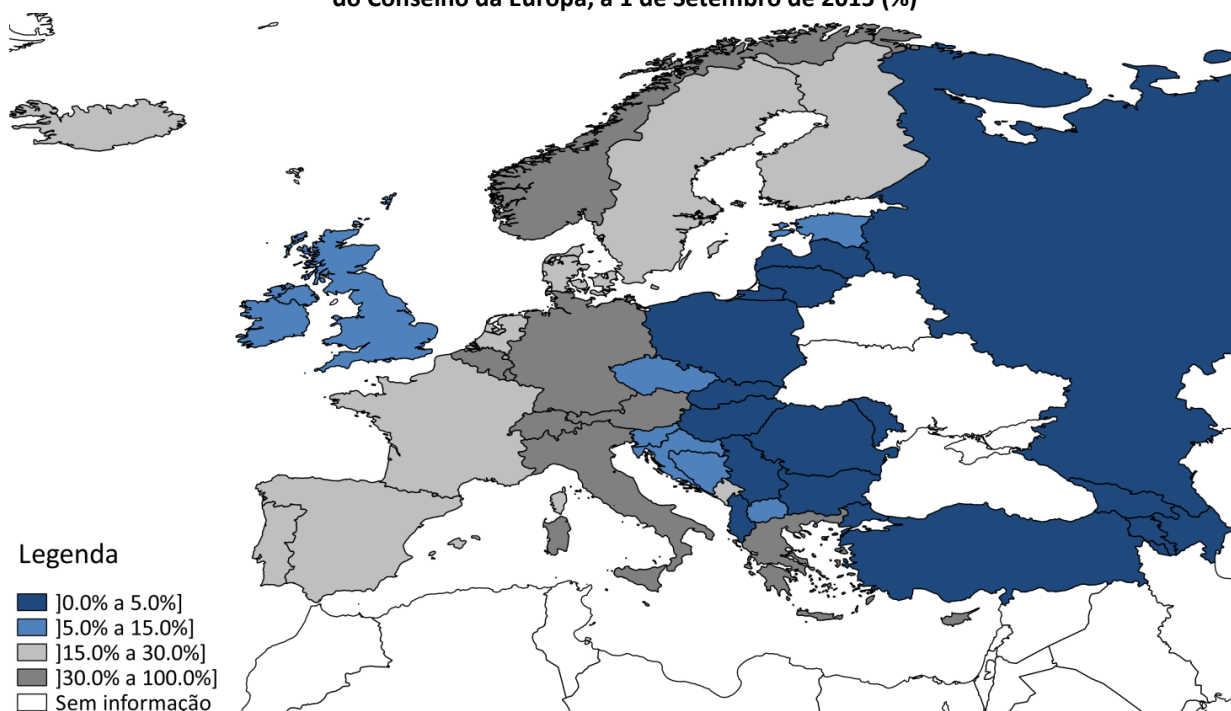 do Conselho da Europa, a 1 de Setembro de 2015 (%)
Legenda
]0.0% a 5.0%]
]5.0% a 15.0%]
]15.0% a 30.0%]
]30.0% a 100.0%]
Sem informação